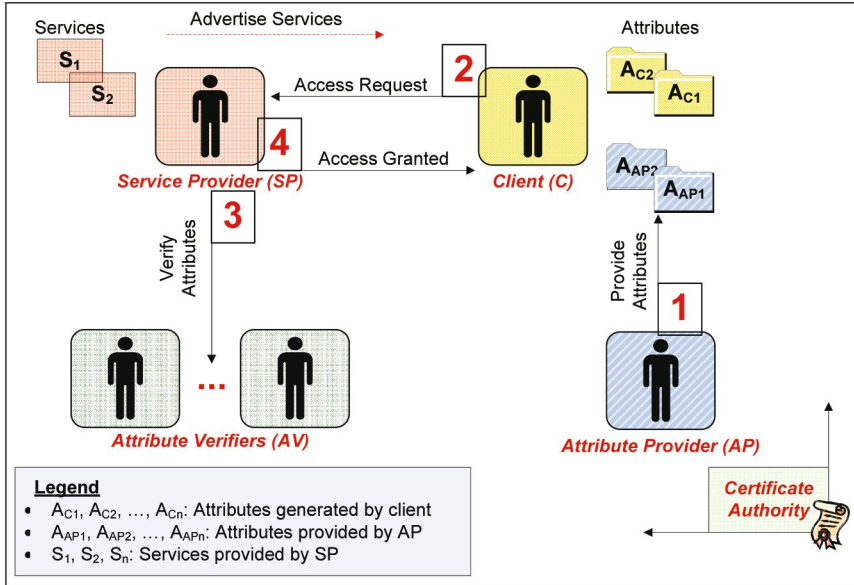 Services
Advertise Services
Attributes
S1
S2
2
Access Request
AC2
AC1
4
Access Granted
Service Provider (SP)
Client (C)
AAP2
AAP1
3
Verify Attributes
Provide Attributes
1
...
Attribute Verifiers (AV)
Attribute Provider (AP)
Legend
• AC1, AC2, ..., ACn: Attributes generated by client
• AAP1, AAP2, ..., AAPn: Attributes provided by AP
• S1, S2, Sn: Services provided by SP
Certificate
Authority